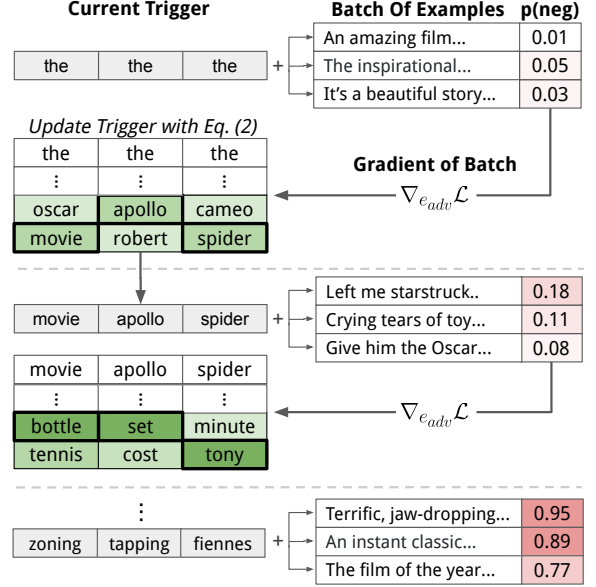 Current Trigger Batch Of Examples p(neg)
An amazing film... 0.01
the the the + The inspirational... 0.05
It's a beautiful story... 0.03
Update Trigger with Eq. (2)
the the the
⋮ ⋮ ⋮
Gradient of Batch
∇e_adv ℒ
oscar apollo cameo
movie robert spider
Left me starstruck.. 0.18
movie apollo spider + Crying tears of toy... 0.11
Give him the Oscar... 0.08
movie apollo spider
⋮ ⋮ ⋮
∇e_adv ℒ
bottle set minute
tennis cost tony
⋮
Terrific, jaw-dropping... 0.95
zoning tapping fiennes + An instant classic... 0.89
The film of the year... 0.77